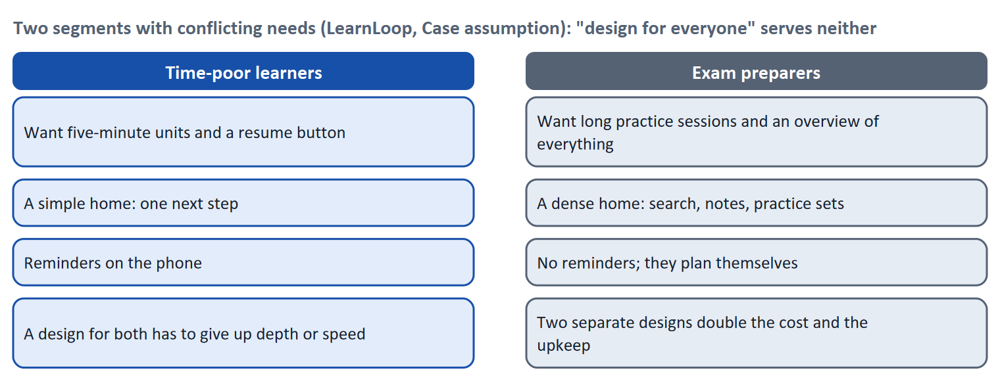 Two segments with conflicting needs (LearnLoop, Case assumption): "design for everyone" serves neither
Time-poor learners
Want five-minute units and a resume button
A simple home: one next step
Reminders on the phone
A design for both has to give up depth or speed
Exam preparers
Want long practice sessions and an overview of
everything
A dense home: search, notes, practice sets
No reminders; they plan themselves
Two separate designs double the cost and the
upkeep